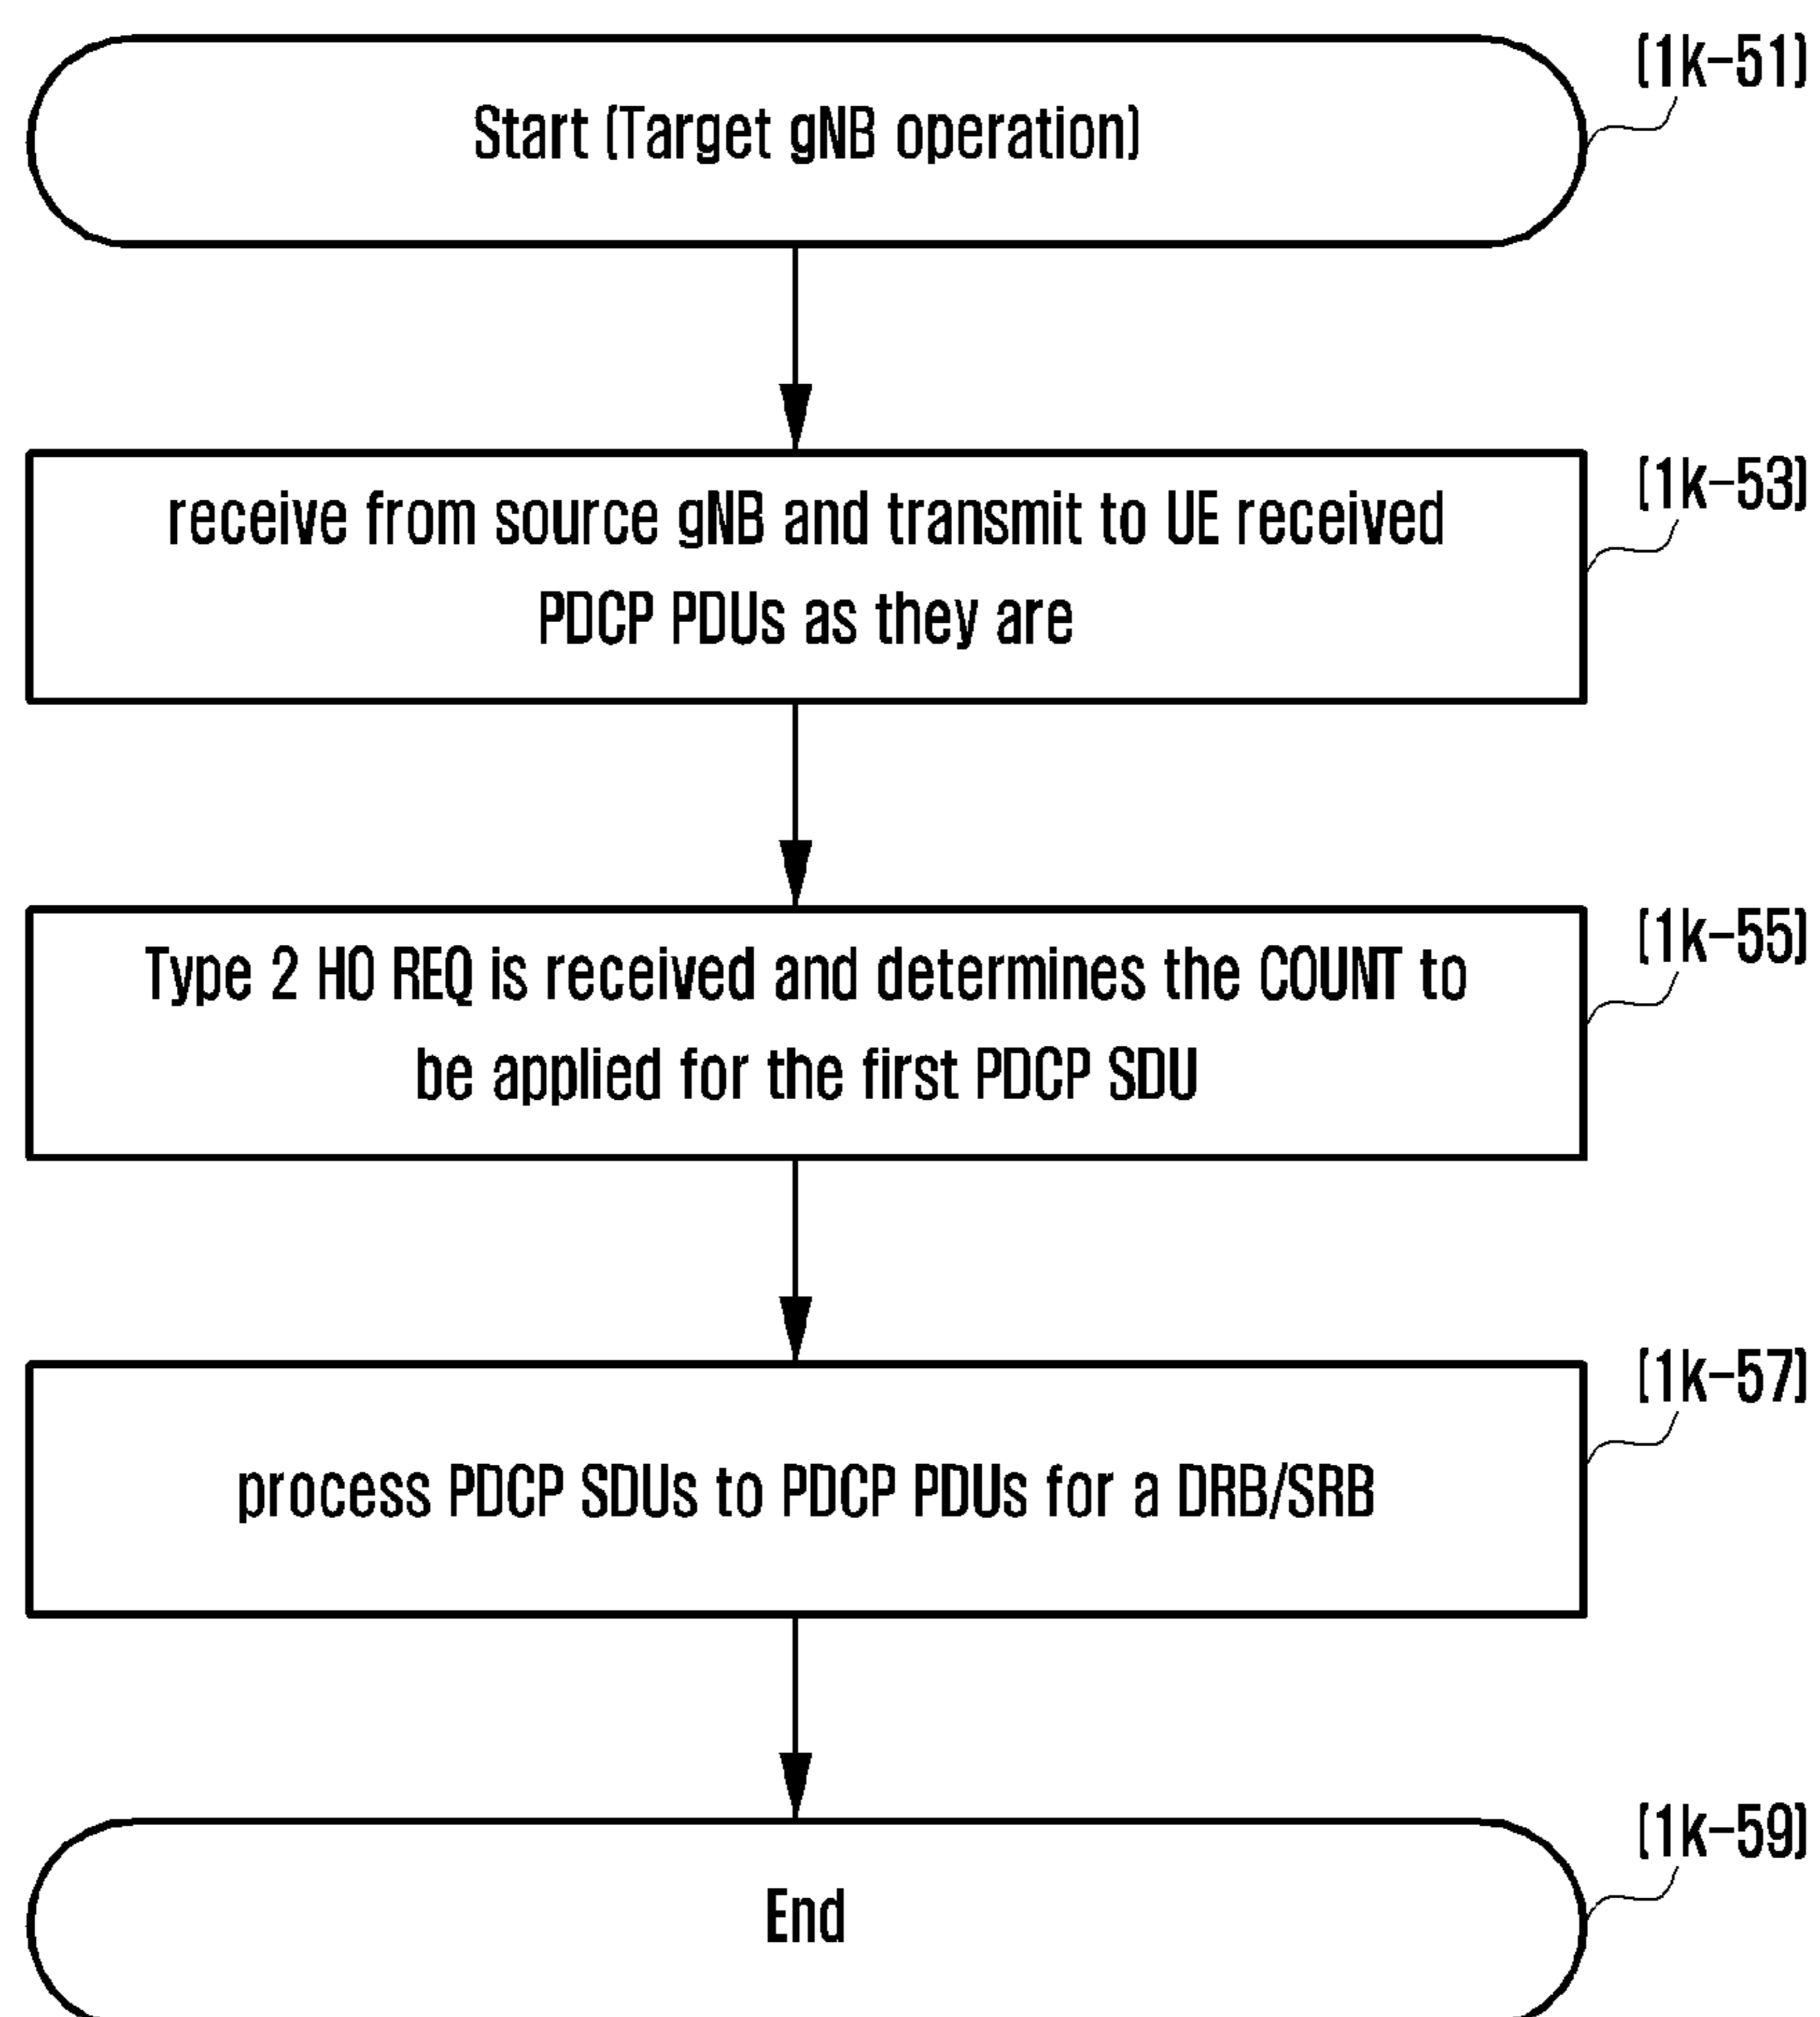 (1k-51)
Start (Target gNB operation)
(1k-53)
receive from source gNB and transmit to UE received
PDCP PDUs as they are
(1k-55)
Type 2 HO REQ is received and determines the COUNT to
be applied for the first PDCP SDU
(1k-57)
process PDCP SDUs to PDCP PDUs for a DRB/SRB
(1k-59)
End